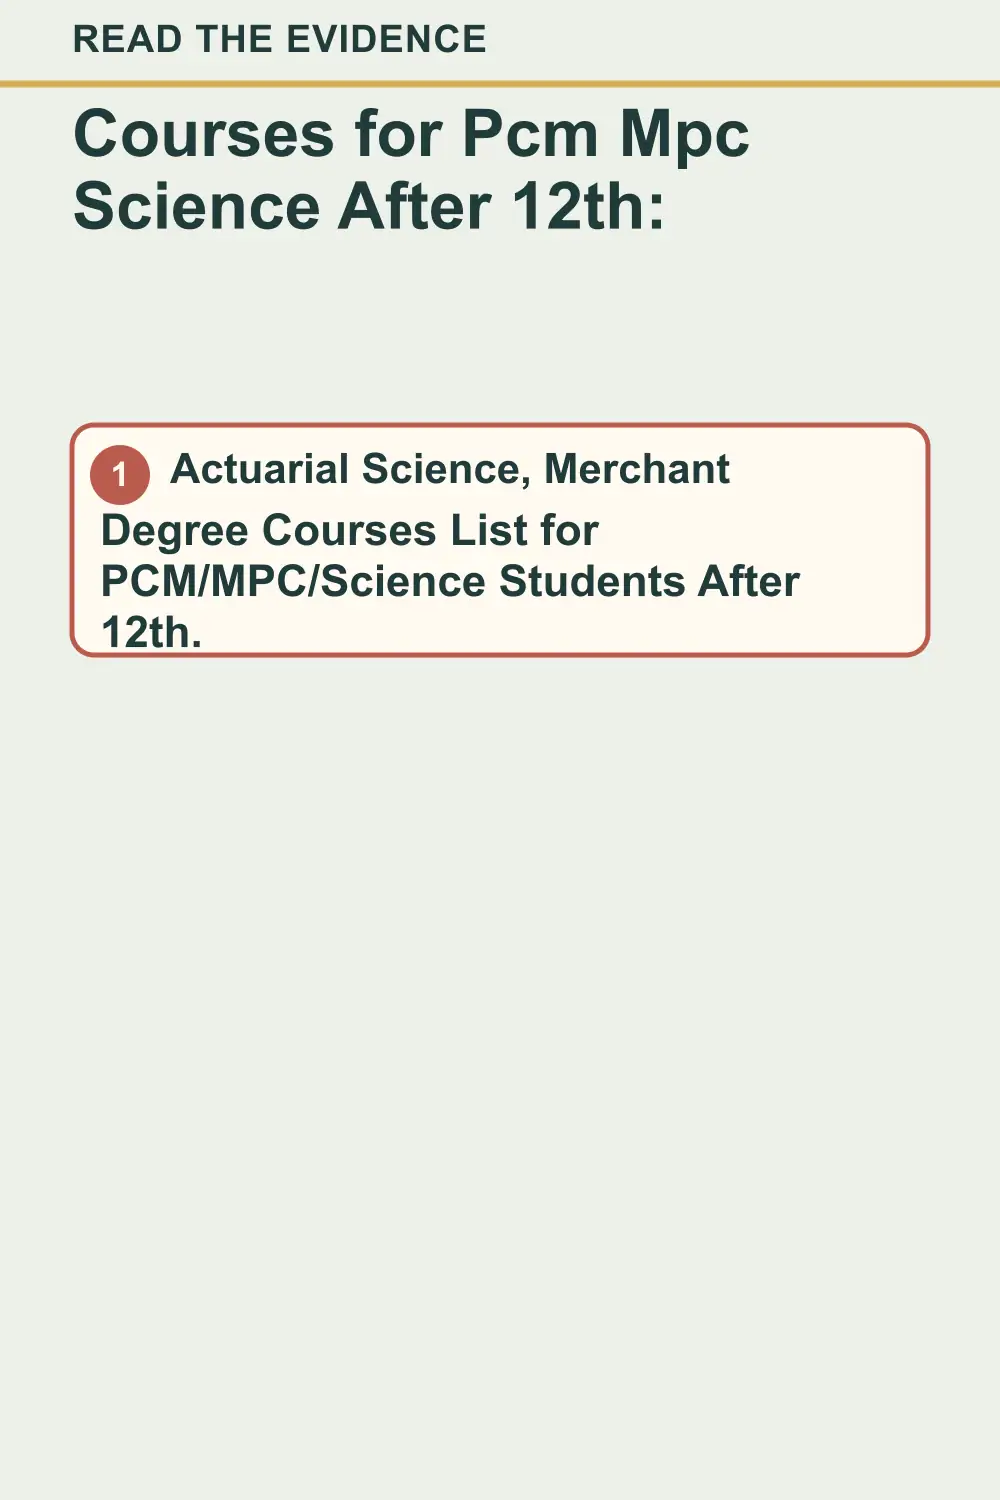 READ THE EVIDENCE
Courses for Pcm Mpc
Science After 12th:
1 Actuarial Science, Merchant
Degree Courses List for
PCM/MPC/Science Students After
12th.